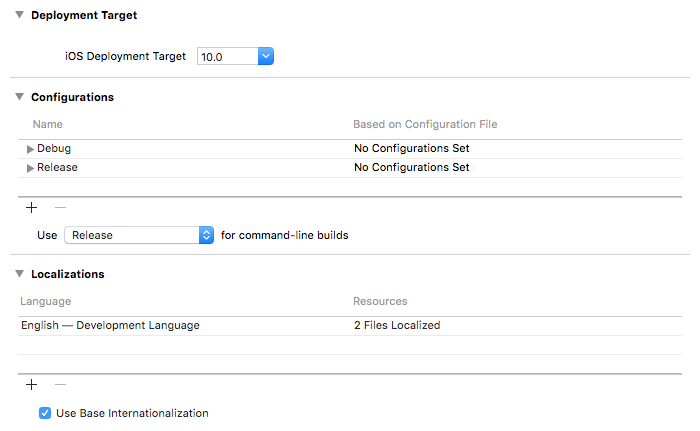 Deployment Target
iOS Deployment Target 10.0
Configurations
Name Based on Configuration File
Debug No Configurations Set
Release No Configurations Set
Use Release for command-line builds
Localizations
Language Resources
English — Development Language 2 Files Localized
Use Base Internationalization